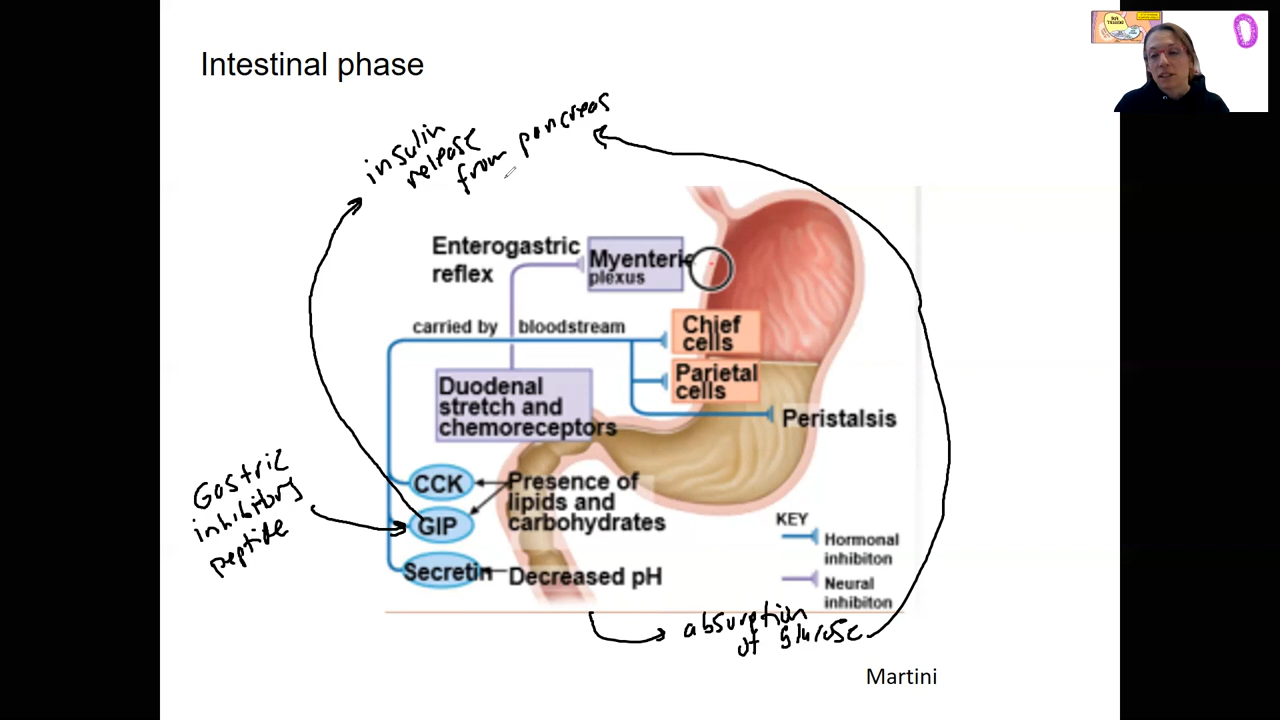 Intestinal phase
insulin
release
from pancreas
Enterogastric
reflex
Myenteric
plexus
carried by bloodstream
Chief
cells
Parietal
cells
Duodenal
stretch and
chemoreceptors
Peristalsis
Gastric
inhibitory
peptide
CCK
GIP
Secretin
Presence of
lipids and
carbohydrates
Decreased pH
KEY
Hormonal
inhibiton
Neural
inhibiton
absorption
of glucose
Martini